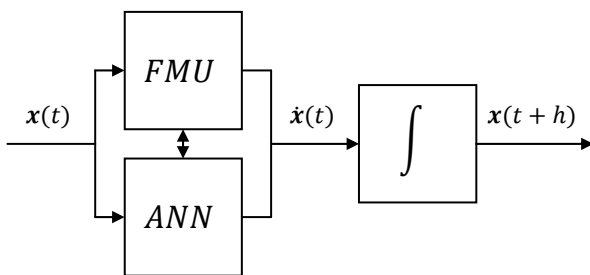 FMU
x(t)
ẋ(t)
∫
x(t + h)
ANN